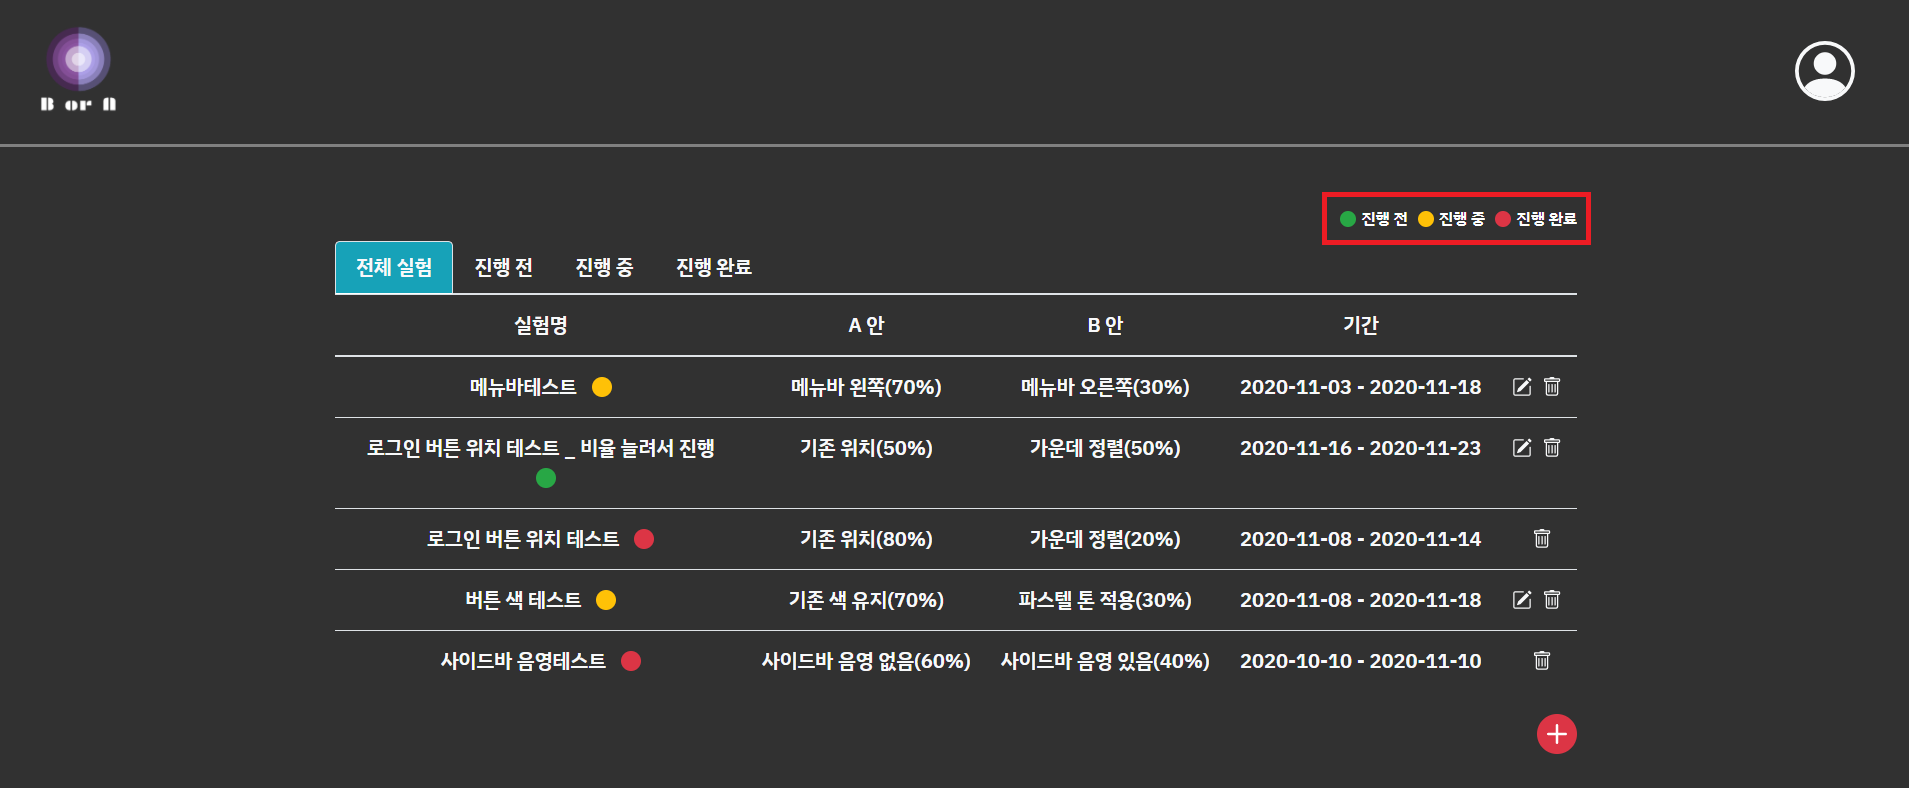 B or A
진행 전 진행 중 진행 완료
전체 실험 진행 전 진행 중 진행 완료
실험명 A 안 B 안 기간
메뉴바테스트 메뉴바 왼쪽(70%) 메뉴바 오른쪽(30%) 2020-11-03 - 2020-11-18
로그인 버튼 위치 테스트 _ 비율 늘려서 진행 기존 위치(50%) 가운데 정렬(50%) 2020-11-16 - 2020-11-23
로그인 버튼 위치 테스트 기존 위치(80%) 가운데 정렬(20%) 2020-11-08 - 2020-11-14
버튼 색 테스트 기존 색 유지(70%) 파스텔 톤 적용(30%) 2020-11-08 - 2020-11-18
사이드바 음영테스트 사이드바 음영 없음(60%) 사이드바 음영 있음(40%) 2020-10-10 - 2020-11-10